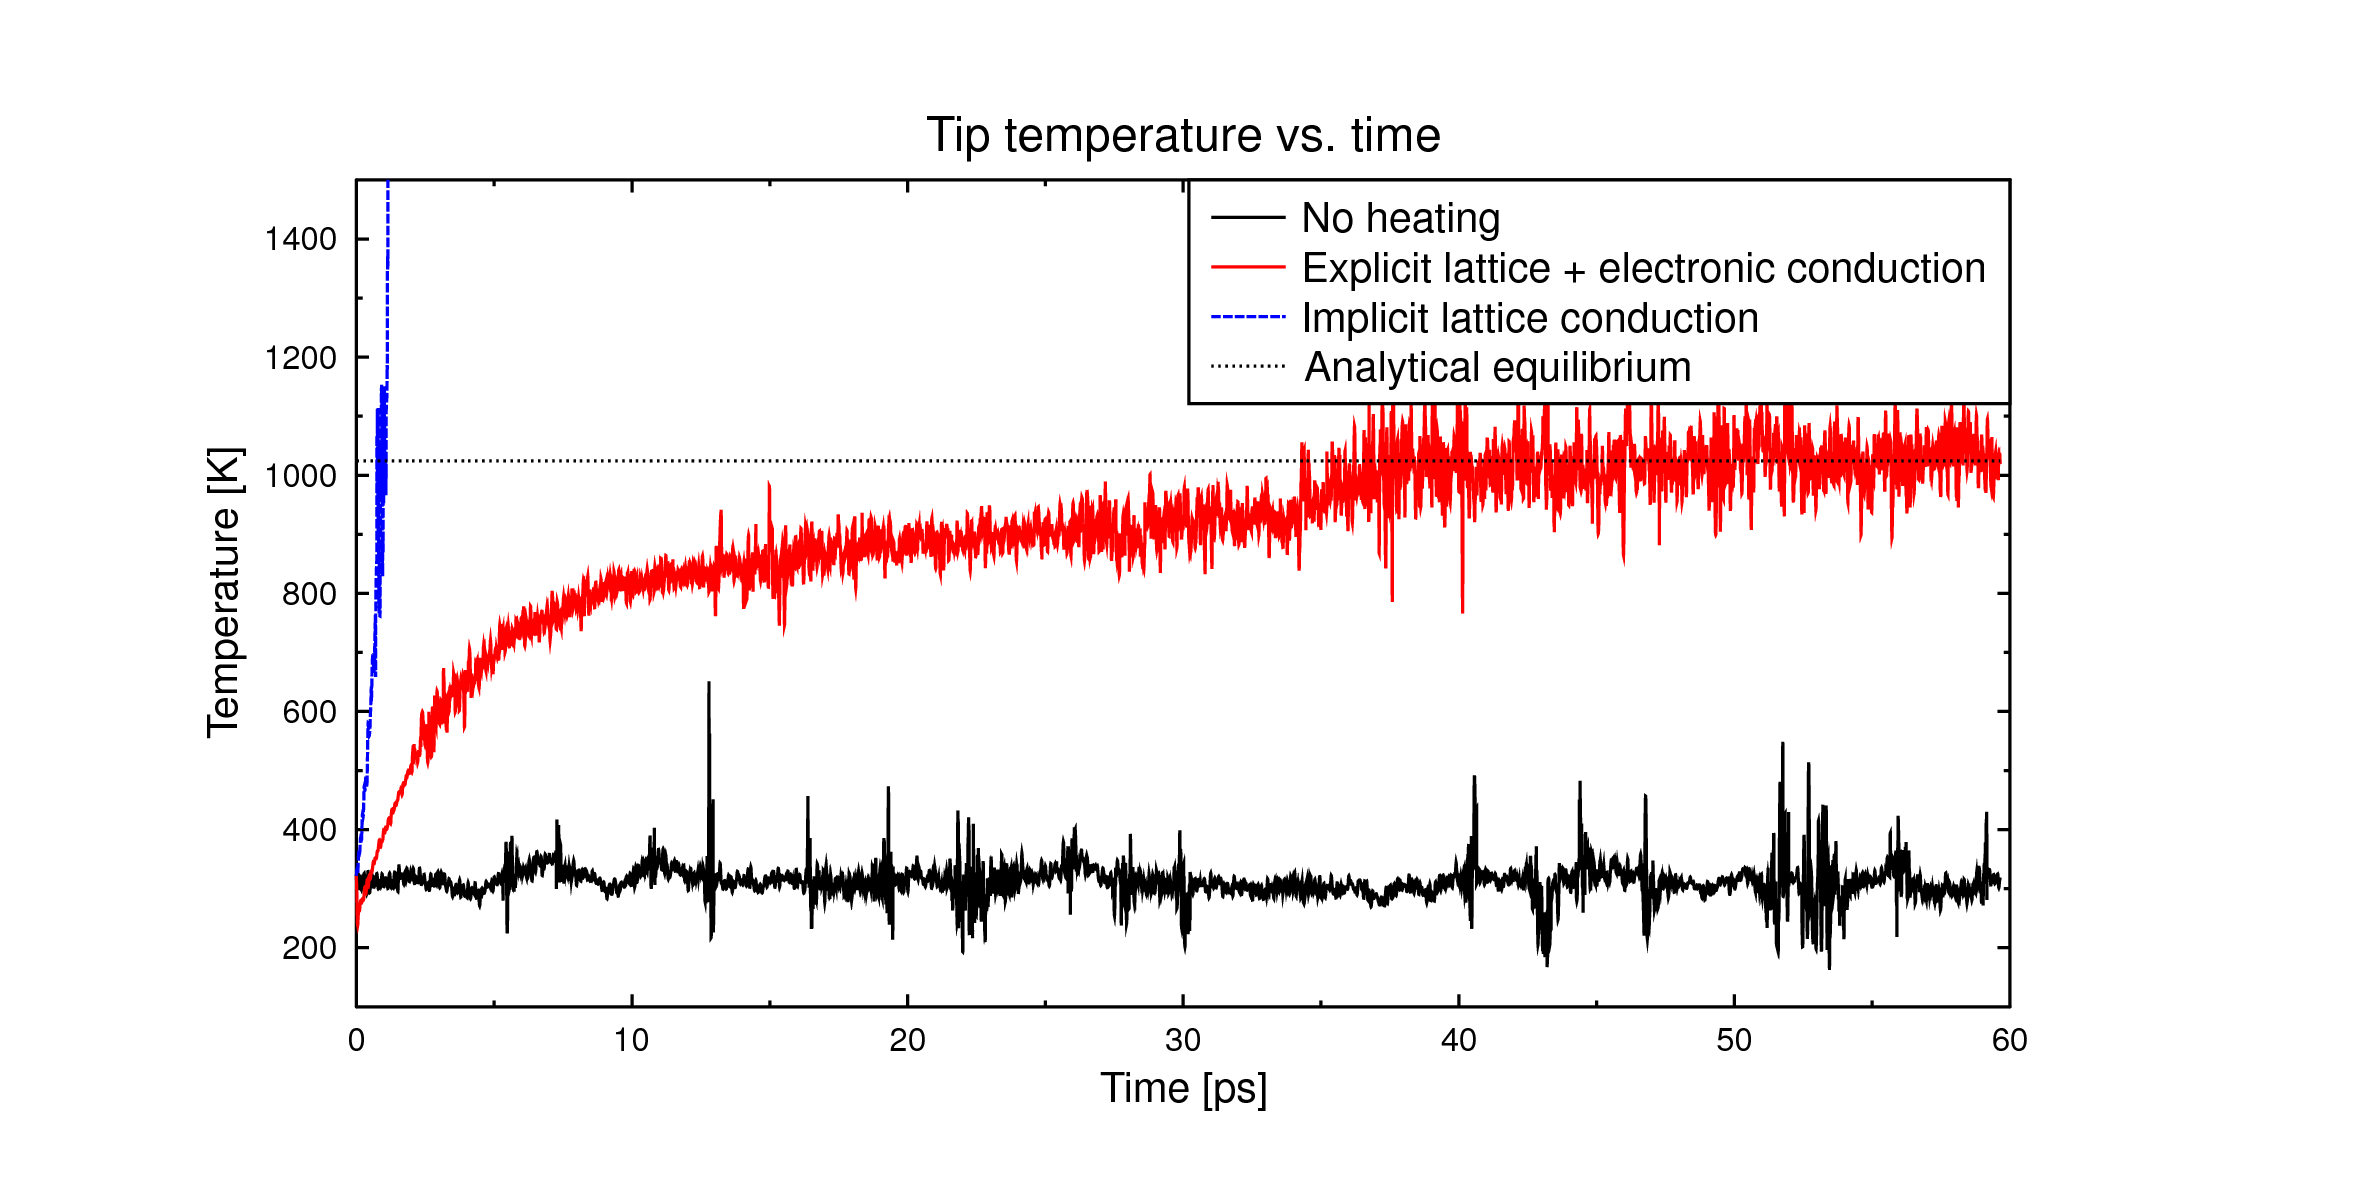 Tip temperature vs. time
No heating
Explicit lattice + electronic conduction
Implicit lattice conduction
Analytical equilibrium
Temperature [K]
1400
1200
1000
800
600
400
200
0 10 20 30 40 50 60
Time [ps]